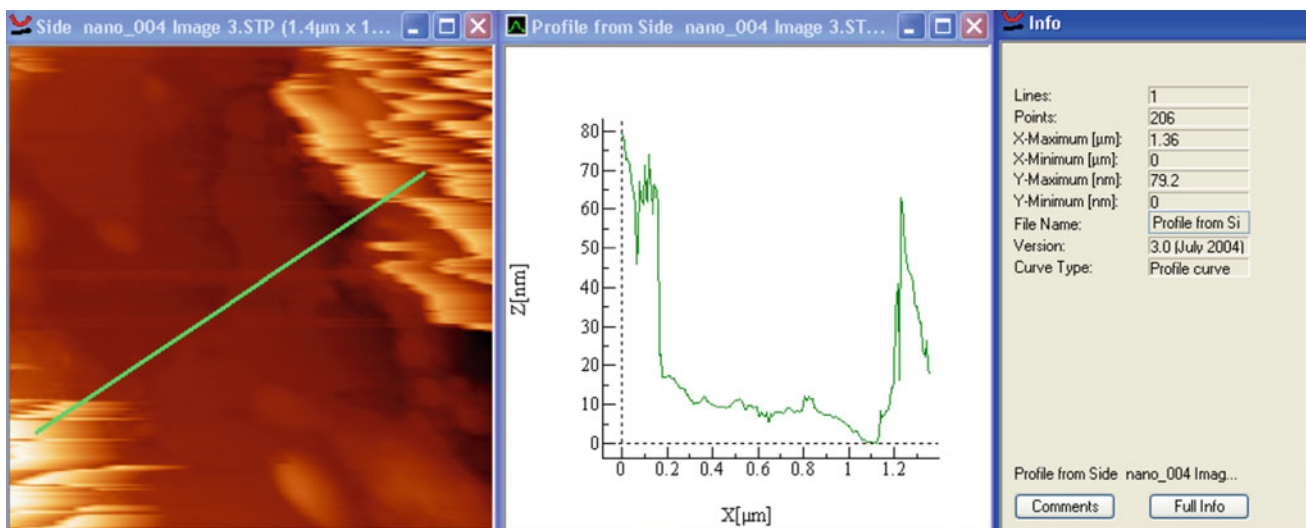 Side nano_004 Image 3.STP (1.4µm x 1...
Profile from Side nano_004 Image 3.ST...
80
70
60
50
40
30
20
10
0
Z[nm]
0 0.2 0.4 0.6 0.8 1 1.2
X[µm]
Info
Lines: 1
Points: 206
X-Maximum [µm]: 1.36
X-Minimum [µm]: 0
Y-Maximum [nm]: 79.2
Y-Minimum [nm]: 0
File Name: Profile from Si
Version: 3.0 (July 2004)
Curve Type: Profile curve
Profile from Side nano_004 Imag...
Comments Full Info